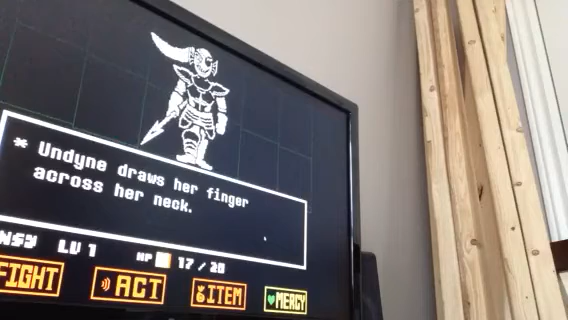 * Undyne draws her finger
across her neck.
LV 1 HP 17 / 20
FIGHT ACT ITEM MERCY